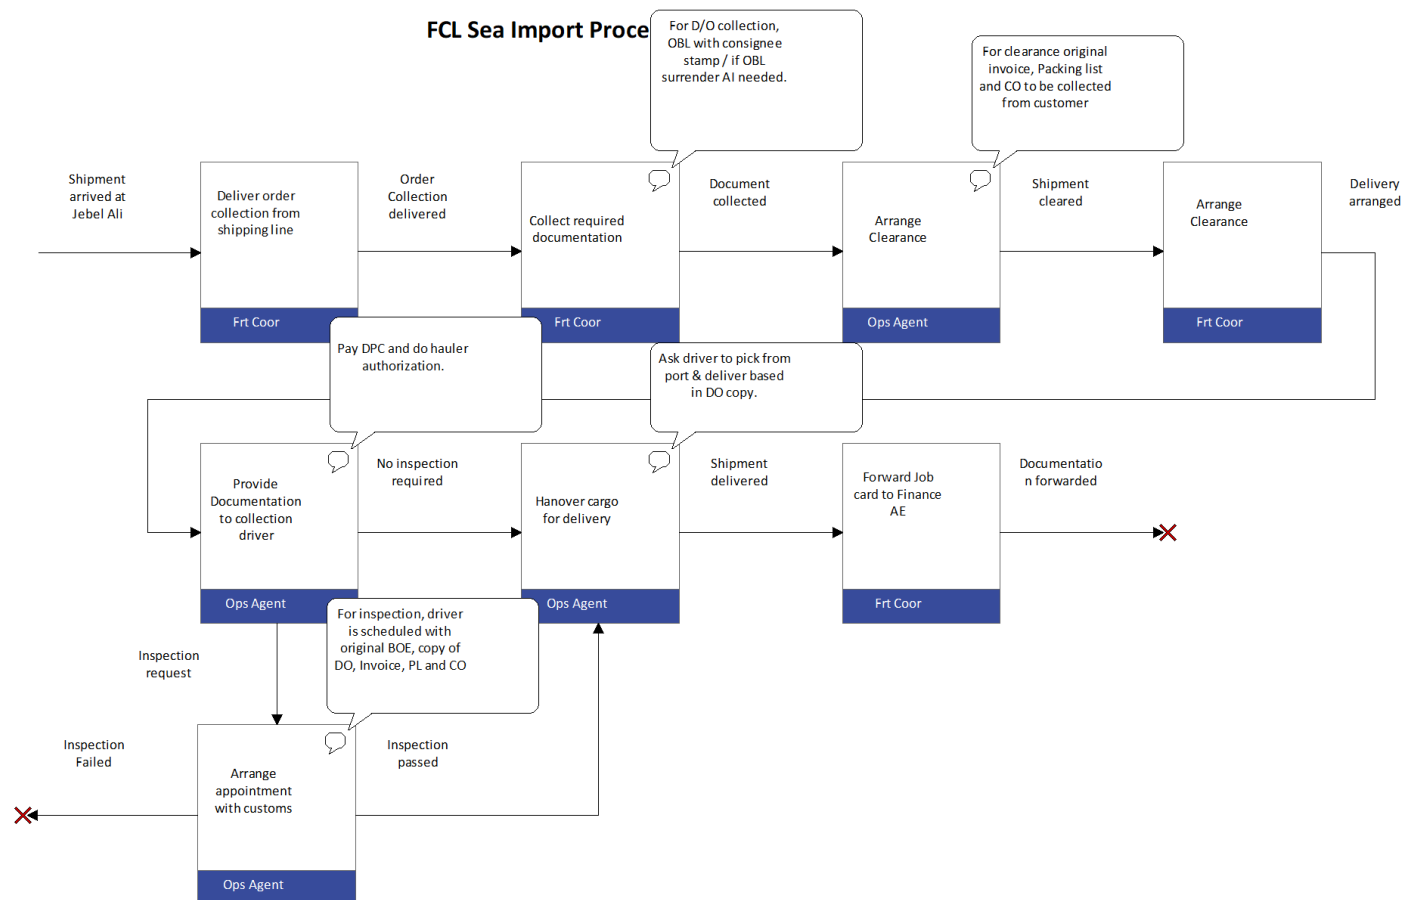 FCL Sea Import Proce
For D/O collection,
OBL with consignee
stamp / if OBL
surrender AI needed.
For clearance original
invoice, Packing list
and CO to be collected
from customer
Shipment
arrived at
Jebel Ali
Deliver order
collection from
shipping line
Frt Coor
Order
Collection
delivered
Collect required
documentation
Frt Coor
Document
collected
Arrange
Clearance
Ops Agent
Shipment
cleared
Arrange
Clearance
Frt Coor
Delivery
arranged
Pay DPC and do hauler
authorization.
Ask driver to pick from
port & deliver based
in DO copy.
Provide
Documentation
to collection
driver
Ops Agent
No inspection
required
Hanover cargo
for delivery
Ops Agent
Shipment
delivered
Forward Job
card to Finance
AE
Frt Coor
Documentatio
n forwarded
For inspection, driver
is scheduled with
original BOE, copy of
DO, Invoice, PL and CO
Inspection
request
Inspection
Failed
Arrange
appointment
with customs
Ops Agent
Inspection
passed